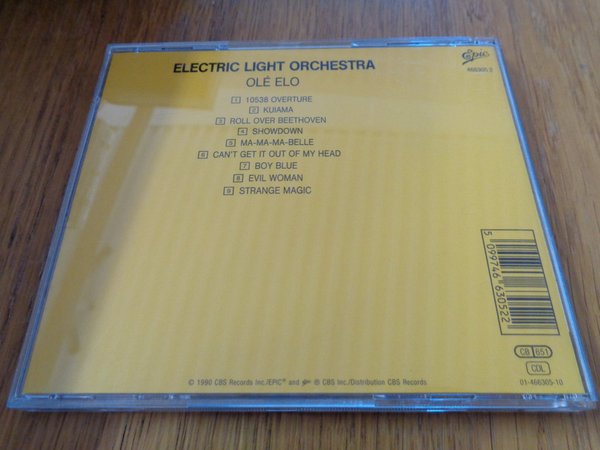 Epic
466305 2
ELECTRIC LIGHT ORCHESTRA
OLÉ ELO
1 10538 OVERTURE
2 KUIAMA
3 ROLL OVER BEETHOVEN
4 SHOWDOWN
5 MA-MA-MA-BELLE
6 CAN'T GET IT OUT OF MY HEAD
7 BOY BLUE
8 EVIL WOMAN
9 STRANGE MAGIC
5 099746 630522
CB 851
CDL
© 1990 CBS Records Inc./EPIC® and ℗ CBS Inc./Distribution CBS Records
01-466305-10